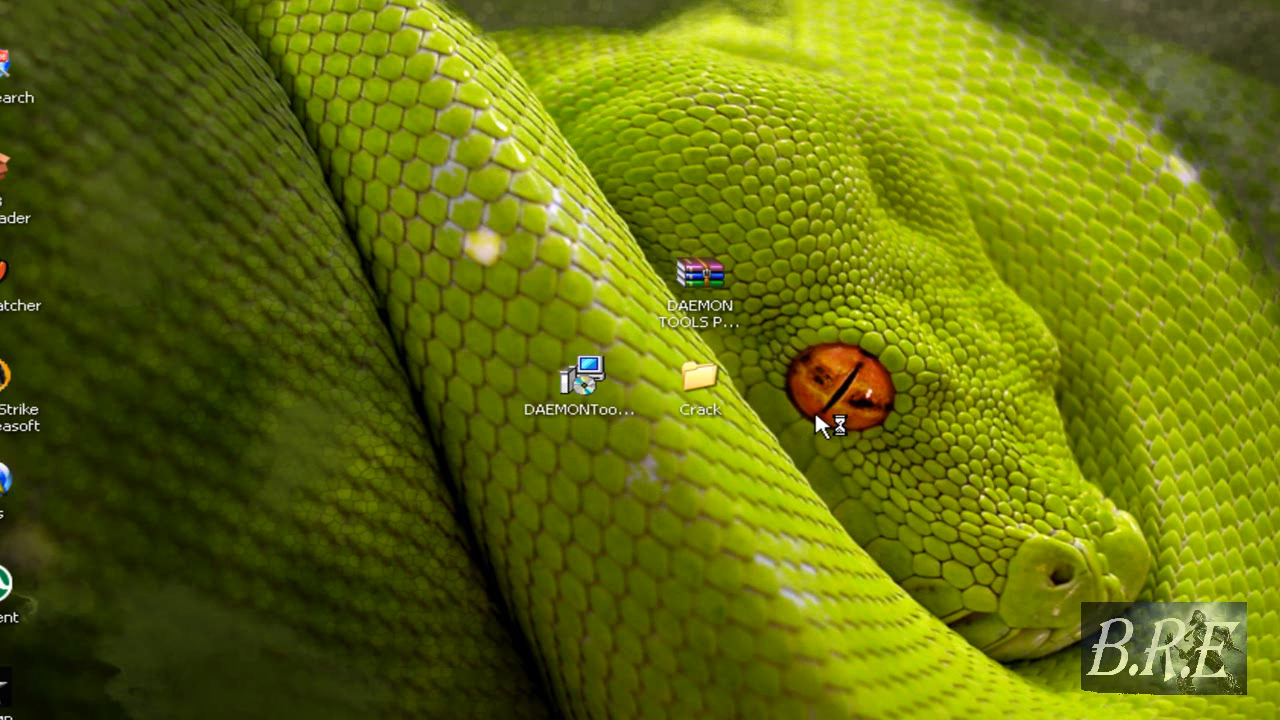 earch
ader
atcher
Strike
easoft
s
ent
DAEMON
TOOLS P...
DAEMONToo...
Crack
B.R.E